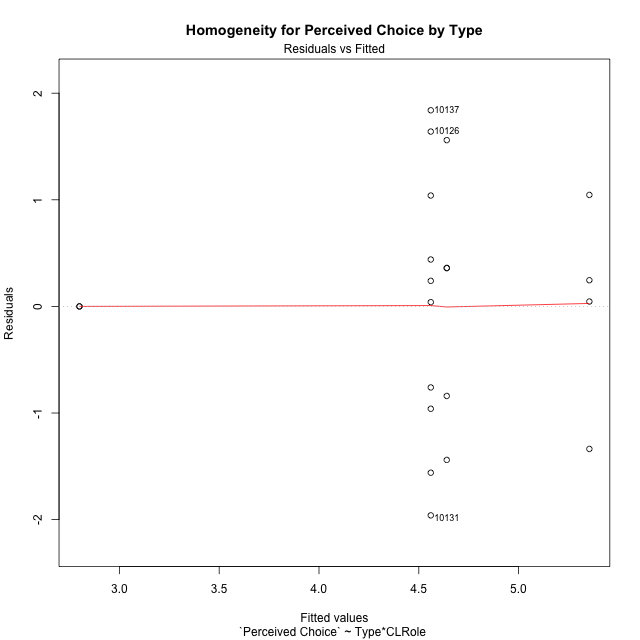 Homogeneity for Perceived Choice by Type
Residuals vs Fitted
2
1
0
-1
-2
Residuals
10137
10126
10131
3.0 3.5 4.0 4.5 5.0
Fitted values
`Perceived Choice` ~ Type*CLRole